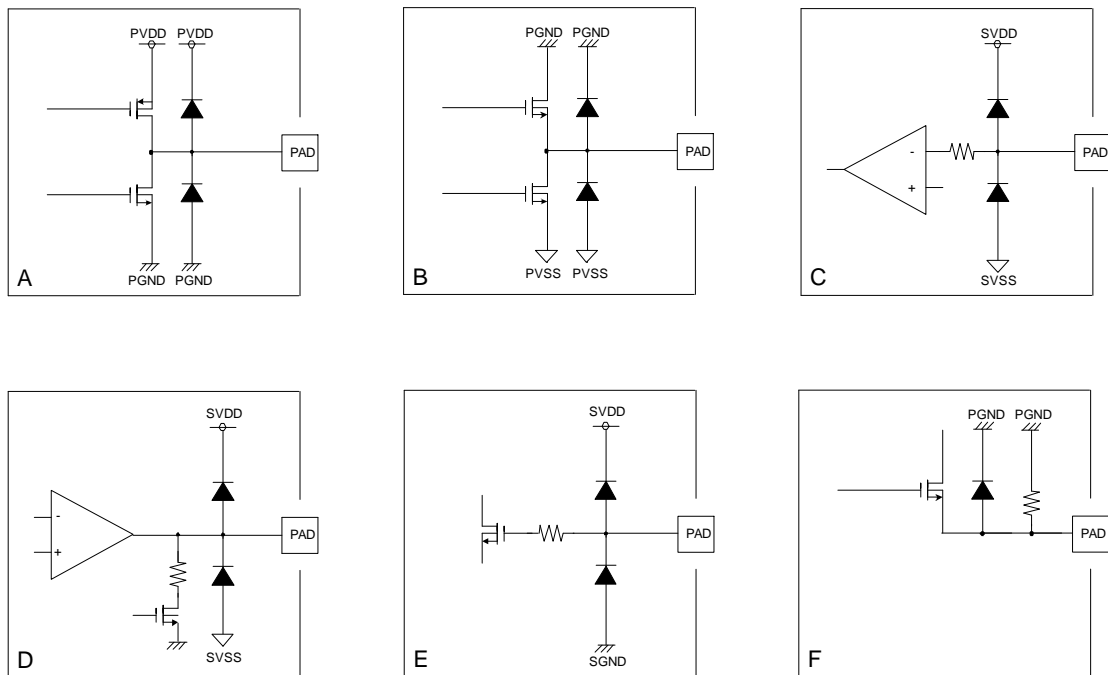 PVDD PVDD
PAD
PGND PGND
A
PGND PGND
PAD
PVSS PVSS
B
SVDD
-
PAD
+
SVSS
C
SVDD
-
PAD
+
SVSS
D
SVDD
PAD
SGND
E
PGND PGND
PAD
F